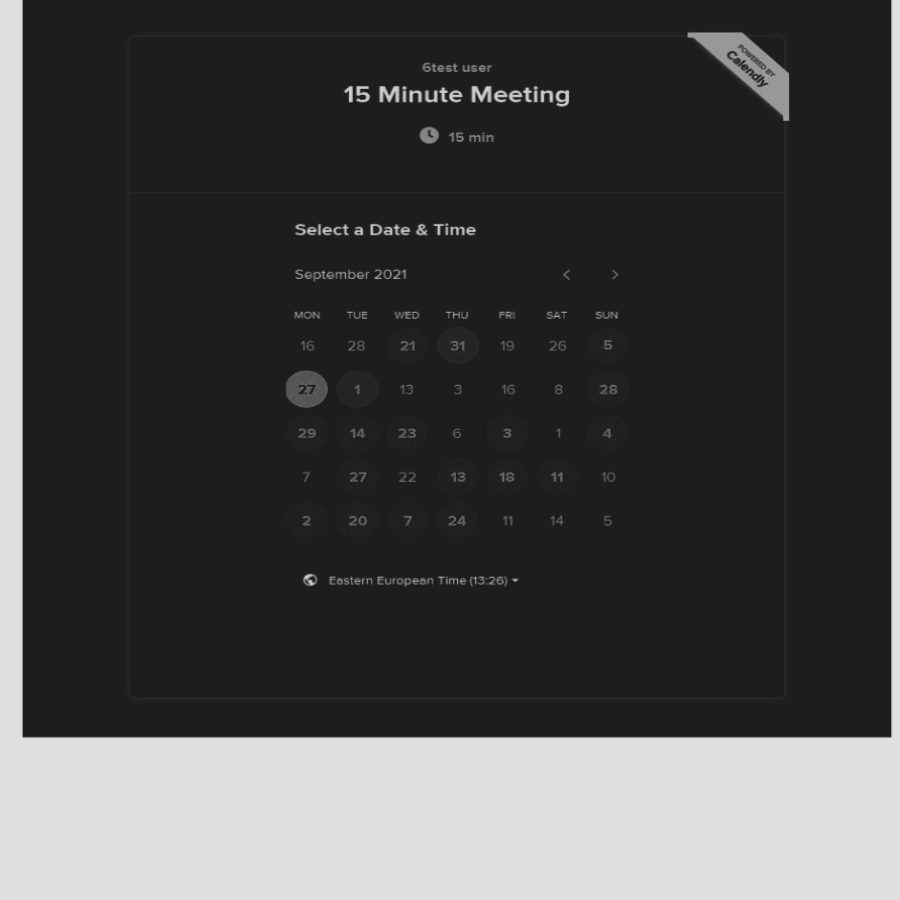 POWERED BY
Calendly
6test user
15 Minute Meeting
15 min
Select a Date & Time
September 2021
MON TUE WED THU FRI SAT SUN
16 28 21 31 19 26 5
27 1 13 3 16 8 28
29 14 23 6 3 1 4
7 27 22 13 18 11 10
2 20 7 24 11 14 5
Eastern European Time (13:26)